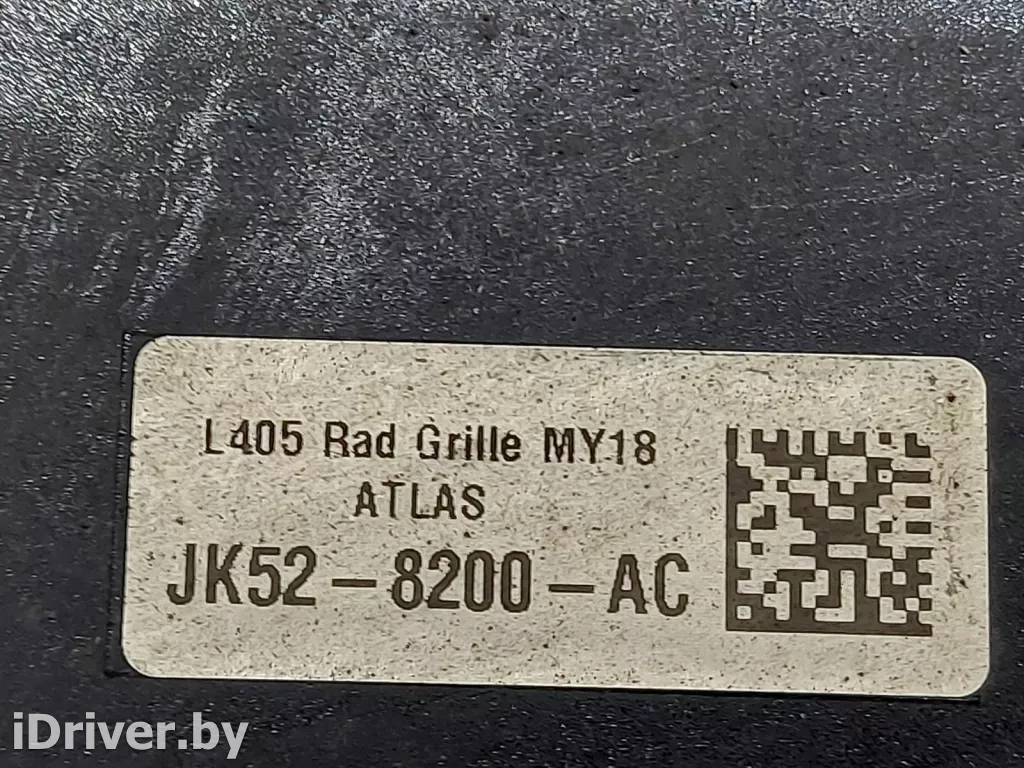 L405 Rad Grille MY18
ATLAS
JK52-8200-AC
iDriver.by